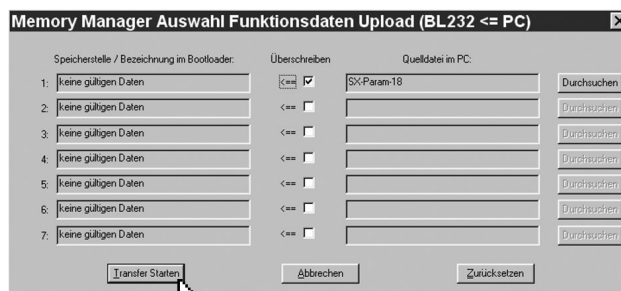 Memory Manager Auswahl Funktionsdaten Upload (BL232 <= PC)
Speicherstelle / Bezeichnung im Bootloader: Überschreiben Quelldatei im PC:
1: keine gültigen Daten <== SX-Param-18 Durchsuchen
2: keine gültigen Daten <== Durchsuchen
3: keine gültigen Daten <== Durchsuchen
4: keine gültigen Daten <== Durchsuchen
5: keine gültigen Daten <== Durchsuchen
6: keine gültigen Daten <== Durchsuchen
7: keine gültigen Daten <== Durchsuchen
Transfer Starten Abbrechen Zurücksetzen